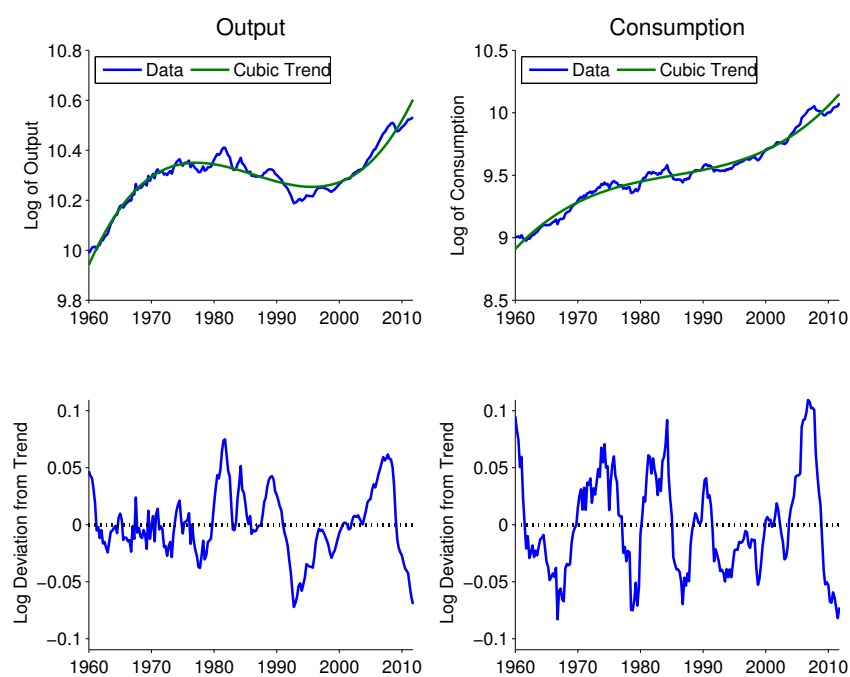 Output
10.8
10.6
10.4
10.2
10
9.8
Log of Output
Data Cubic Trend
1960 1970 1980 1990 2000 2010
Consumption
10.5
10
9.5
9
8.5
Log of Consumption
Data Cubic Trend
1960 1970 1980 1990 2000 2010
0.1
0.05
0
−0.05
−0.1
Log Deviation from Trend
1960 1970 1980 1990 2000 2010
0.1
0.05
0
−0.05
−0.1
Log Deviation from Trend
1960 1970 1980 1990 2000 2010